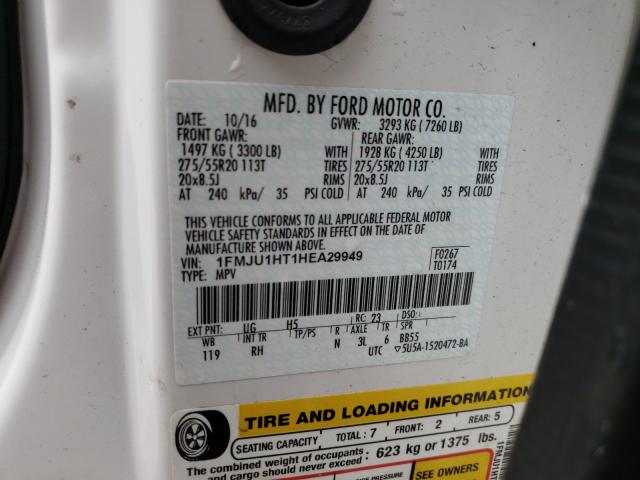 MFD. BY FORD MOTOR CO.
DATE: 10/16 GVWR: 3293 KG (7260 LB)
FRONT GAWR: REAR GAWR:
1497 KG (3300 LB) WITH 1928 KG (4250 LB) WITH
275/55R20 113T TIRES 275/55R20 113T TIRES
20x8.5J RIMS 20x8.5J RIMS
AT 240 kPa/ 35 PSI COLD AT 240 kPa/ 35 PSI COLD
THIS VEHICLE CONFORMS TO ALL APPLICABLE FEDERAL MOTOR
VEHICLE SAFETY STANDARDS IN EFFECT ON THE DATE OF
MANUFACTURE SHOWN ABOVE.
VIN: 1FMJU1HT1HEA29949 F0267
TYPE: MPV T0174
EXT PNT: UG H5 RC: 23 DSO:
WB INT TR TP/PS R AXLE TR SPR
119 RH N 3L 6 BB55
UTC ▽5U5A-1520472-BA
TIRE AND LOADING INFORMATION
SEATING CAPACITY TOTAL: 7 FRONT: 2 REAR: 5
The combined weight of occupants and cargo should never exceed: 623 kg or 1375 lbs.
SEE OWNERS